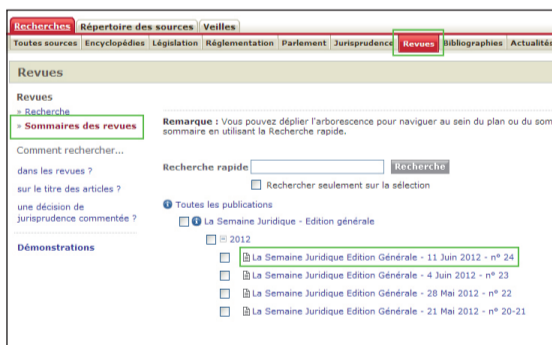 Recherches Répertoire des sources Veilles
Toutes sources Encyclopédies Législation Réglementation Parlement Jurisprudence Revues Bibliographies Actualités
Revues
Revues
» Recherche
» Sommaires des revues
Comment rechercher...
dans les revues ?
sur le titre des articles ?
une décision de
jurisprudence commentée ?
Démonstrations
Remarque : Vous pouvez déplier l'arborescence pour naviguer au sein du plan ou du som
sommaire en utilisant la Recherche rapide.
Recherche rapide Recherche
Rechercher seulement sur la sélection
Toutes les publications
La Semaine Juridique - Edition générale
2012
La Semaine Juridique Edition Générale - 11 Juin 2012 - n° 24
La Semaine Juridique Edition Générale - 4 Juin 2012 - n° 23
La Semaine Juridique Edition Générale - 28 Mai 2012 - n° 22
La Semaine Juridique Edition Générale - 21 Mai 2012 - n° 20-21